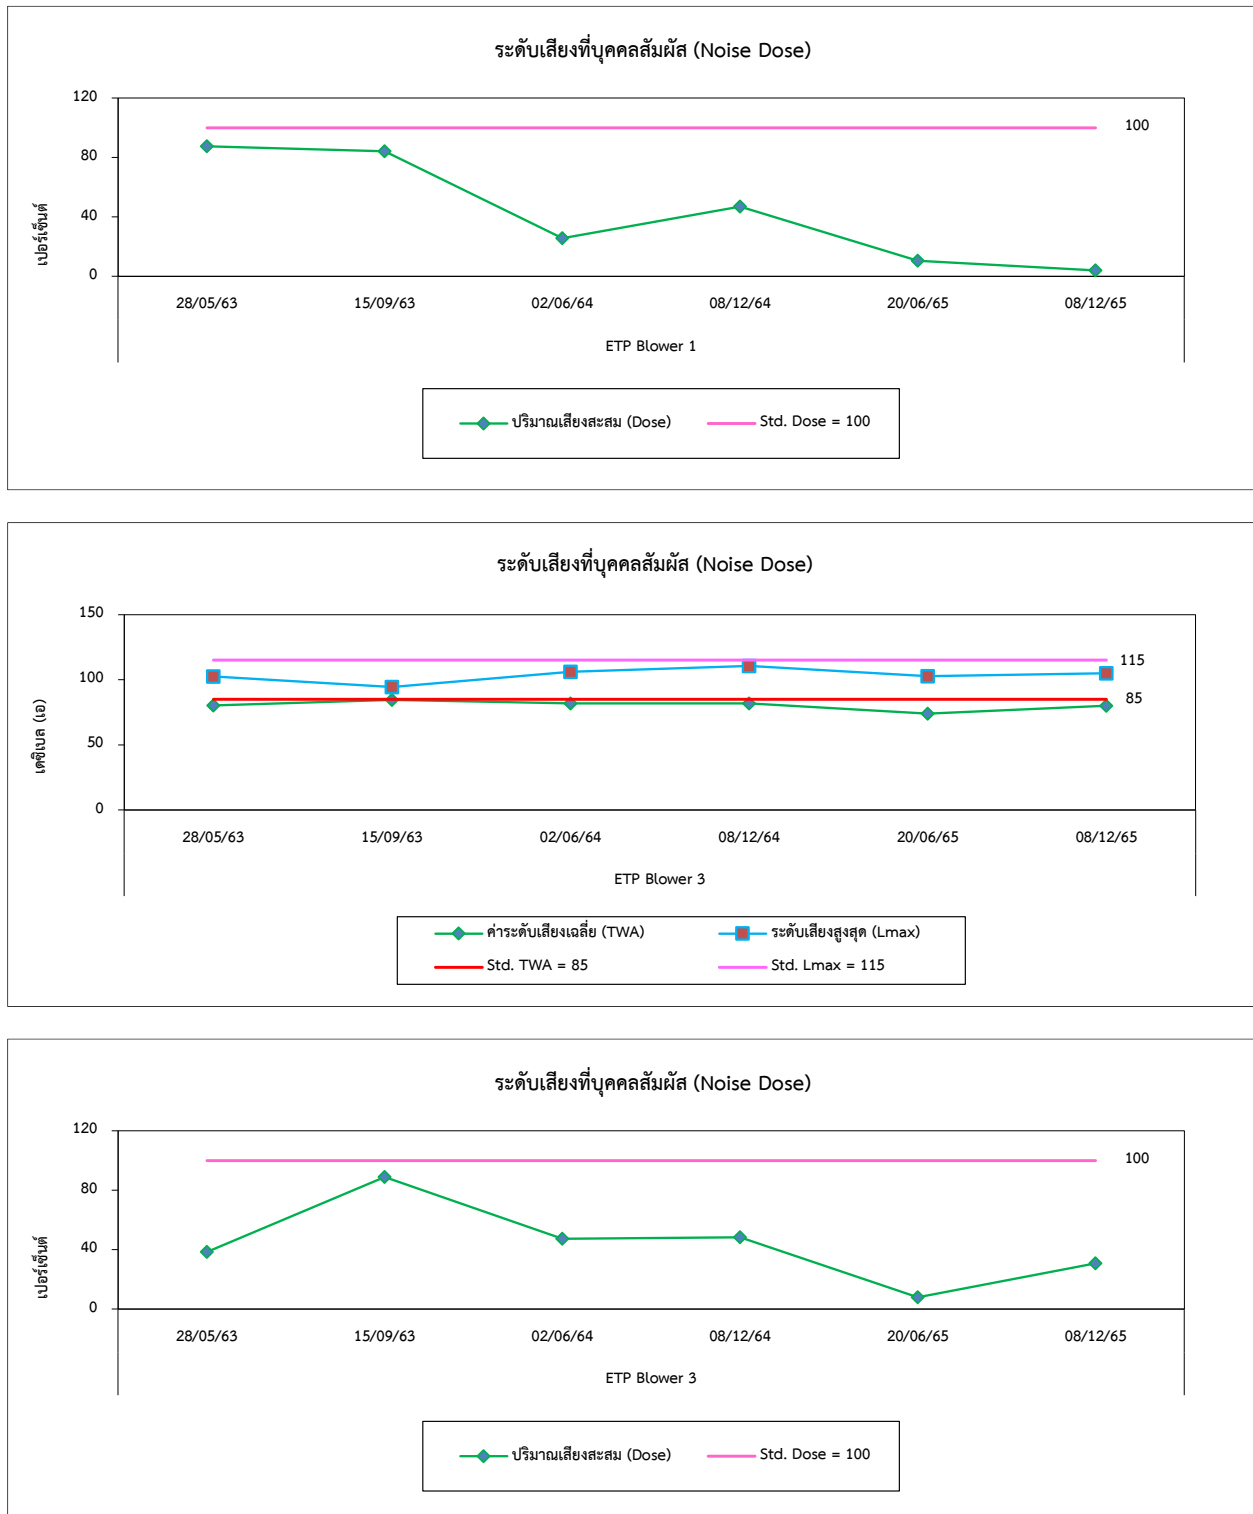 ระดับเสียงที่บุคคลสัมผัส (Noise Dose)
120
80
40
0
เปอร์เซ็นต์
100
28/05/63 15/09/63 02/06/64 08/12/64 20/06/65 08/12/65
ETP Blower 1
ปริมาณเสียงสะสม (Dose) Std. Dose = 100
ระดับเสียงที่บุคคลสัมผัส (Noise Dose)
150
100
50
0
เดซิเบล (เอ)
115
85
28/05/63 15/09/63 02/06/64 08/12/64 20/06/65 08/12/65
ETP Blower 3
ค่าระดับเสียงเฉลี่ย (TWA) ระดับเสียงสูงสุด (Lmax)
Std. TWA = 85 Std. Lmax = 115
ระดับเสียงที่บุคคลสัมผัส (Noise Dose)
120
80
40
0
เปอร์เซ็นต์
100
28/05/63 15/09/63 02/06/64 08/12/64 20/06/65 08/12/65
ETP Blower 3
ปริมาณเสียงสะสม (Dose) Std. Dose = 100